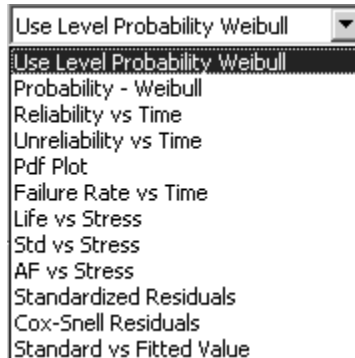 Use Level Probability Weibull
Use Level Probability Weibull
Probability - Weibull
Reliability vs Time
Unreliability vs Time
Pdf Plot
Failure Rate vs Time
Life vs Stress
Std vs Stress
AF vs Stress
Standardized Residuals
Cox-Snell Residuals
Standard vs Fitted Value